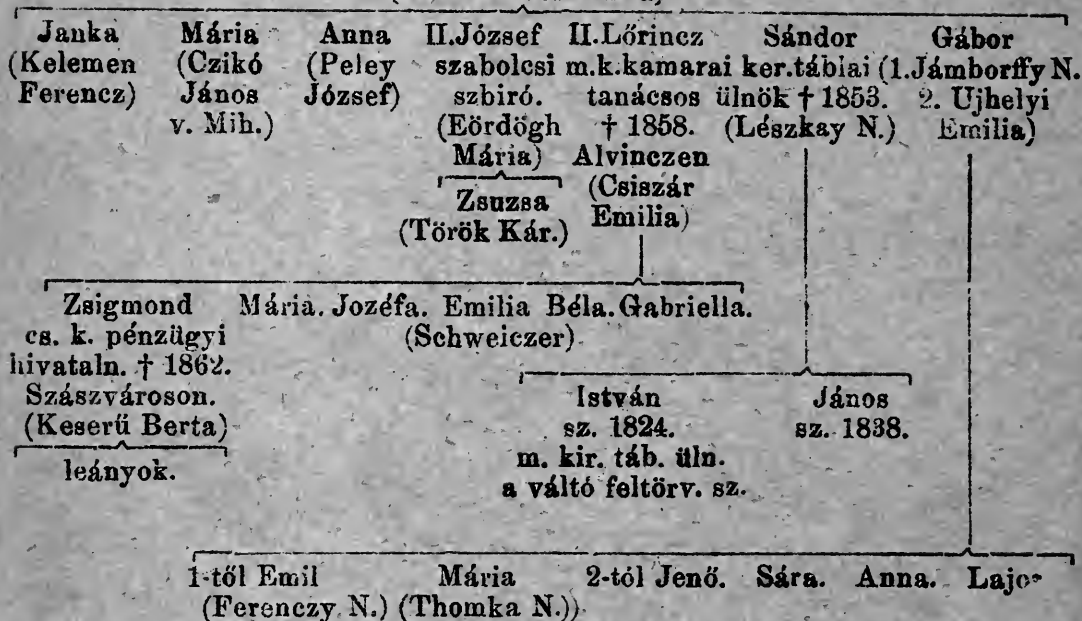 Janka Mária Anna II.József II.Lőrincz Sándor Gábor
(Kelemen (Czikó (Peley szabolcsi m.k.kamarai ker.táblai (1.Jámborffy N.
Ferencz) János József) szbiró. tanácsos ülnök † 1853. 2. Ujhelyi
v. Mih.) (Eördögh † 1858. (Lészkay N.) Emilia)
Mária) Alvinczen
Zsuzsa (Csiszár
(Török Kár.) Emilia)
Zsigmond Mária. Jozéfa. Emilia Béla. Gabriella.
cs. k. pénzügyi (Schweiczer)
hivataln. † 1862.
Szászvároson. István János
(Keserű Berta) sz. 1824. sz. 1838.
leányok. m. kir. táb. üln.
a váltó feltörv. sz.
1-től Emil Mária 2-tól Jenő. Sára. Anna. Lajos
(Ferenczy N.) (Thomka N.))